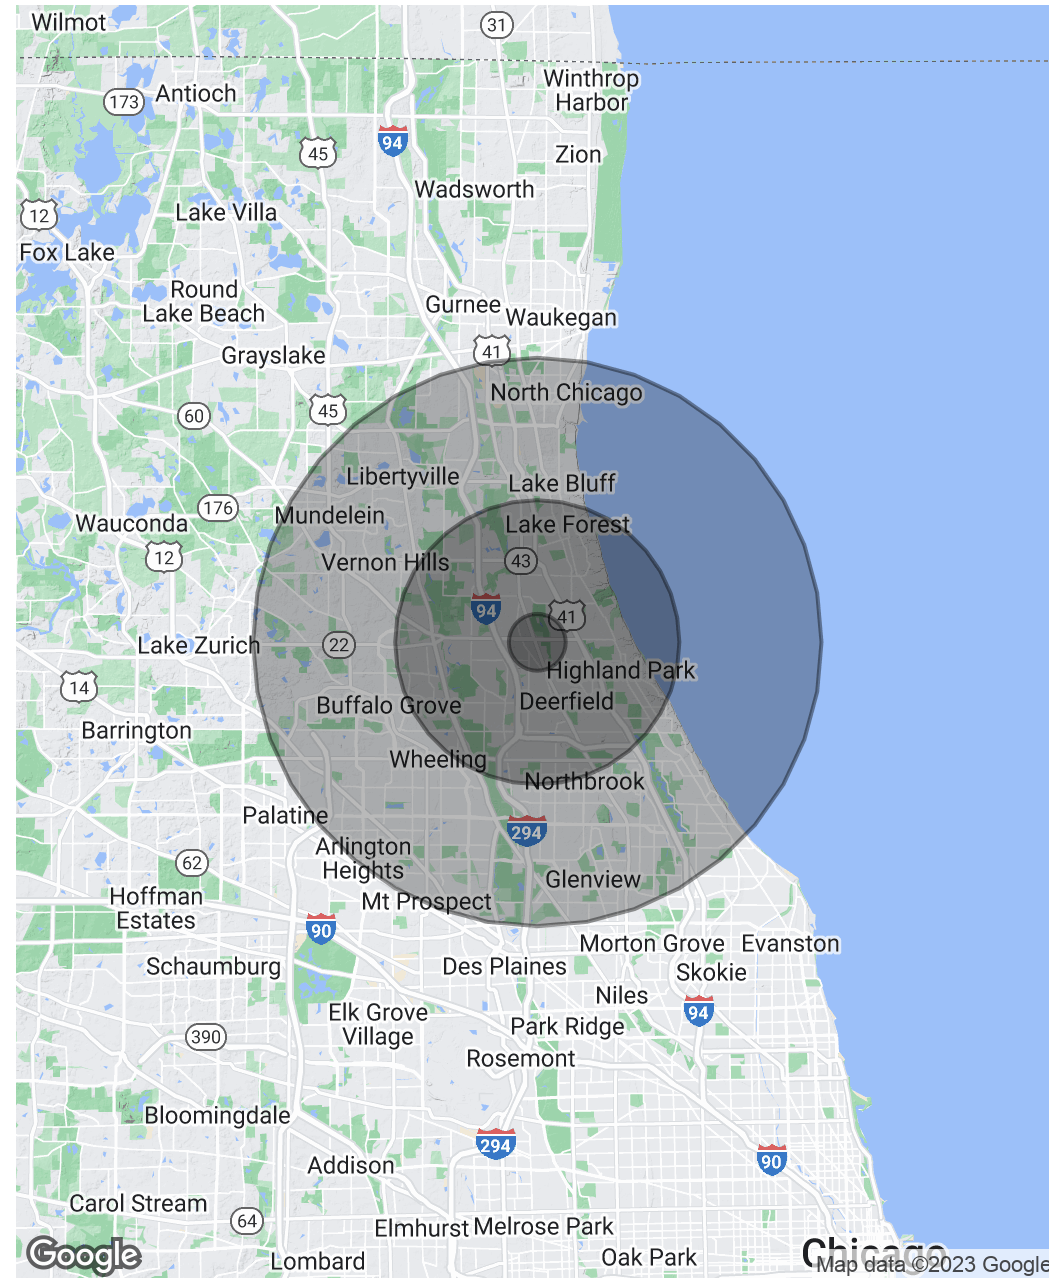 Wilmot
31
Winthrop
Harbor
173
Antioch
94
45
Zion
Wadsworth
12
Lake Villa
Fox Lake
Round
Lake Beach
Gurnee
Waukegan
41
Grayslake
North Chicago
60
45
Libertyville
Lake Bluff
176
Mundelein
Lake Forest
Wauconda
12
Vernon Hills
43
94
41
Lake Zurich
22
Highland Park
14
Buffalo Grove
Deerfield
Barrington
Wheeling
Northbrook
Palatine
294
Arlington
Heights
62
Glenview
Hoffman
Estates
Mt Prospect
90
Morton Grove
Evanston
Schaumburg
Des Plaines
Skokie
Niles
94
Elk Grove
Village
Park Ridge
390
Rosemont
Bloomingdale
294
90
Addison
Carol Stream
64
Elmhurst
Melrose Park
Google
Lombard
Oak Park
Chicago
Map data ©2023 Google